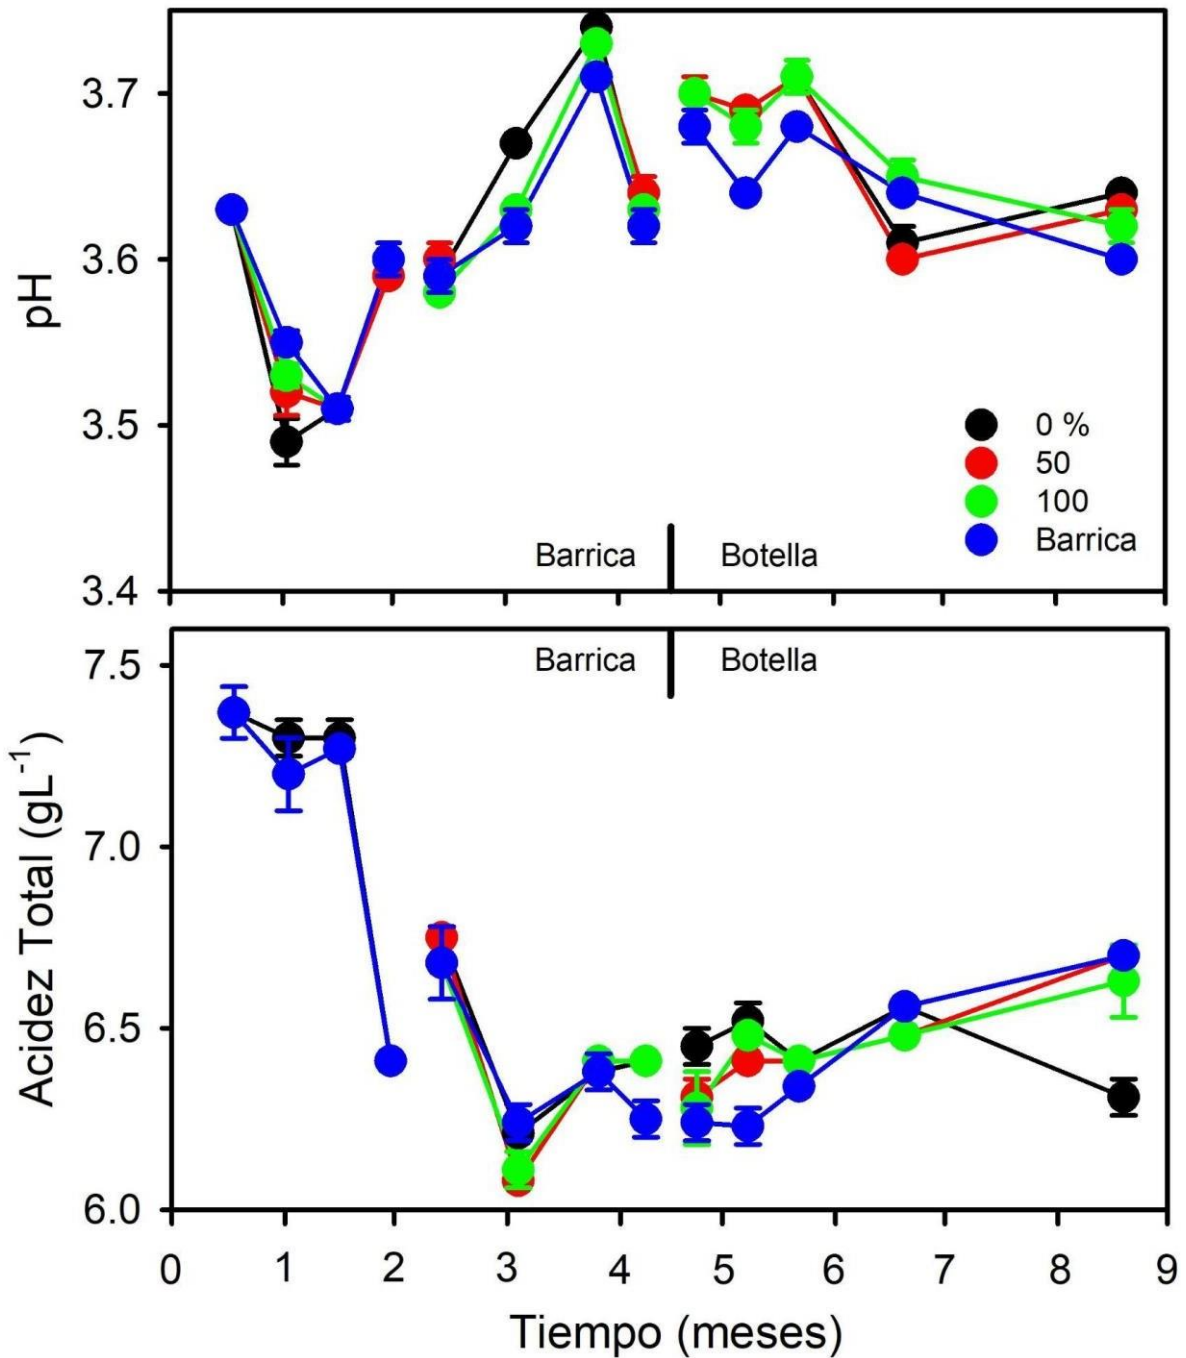 3.7
3.6
3.5
3.4
pH
0 %
50
100
Barrica
Barrica
Botella
7.5
7.0
6.5
6.0
Acidez Total (gL⁻¹)
Barrica
Botella
0 1 2 3 4 5 6 7 8 9
Tiempo (meses)